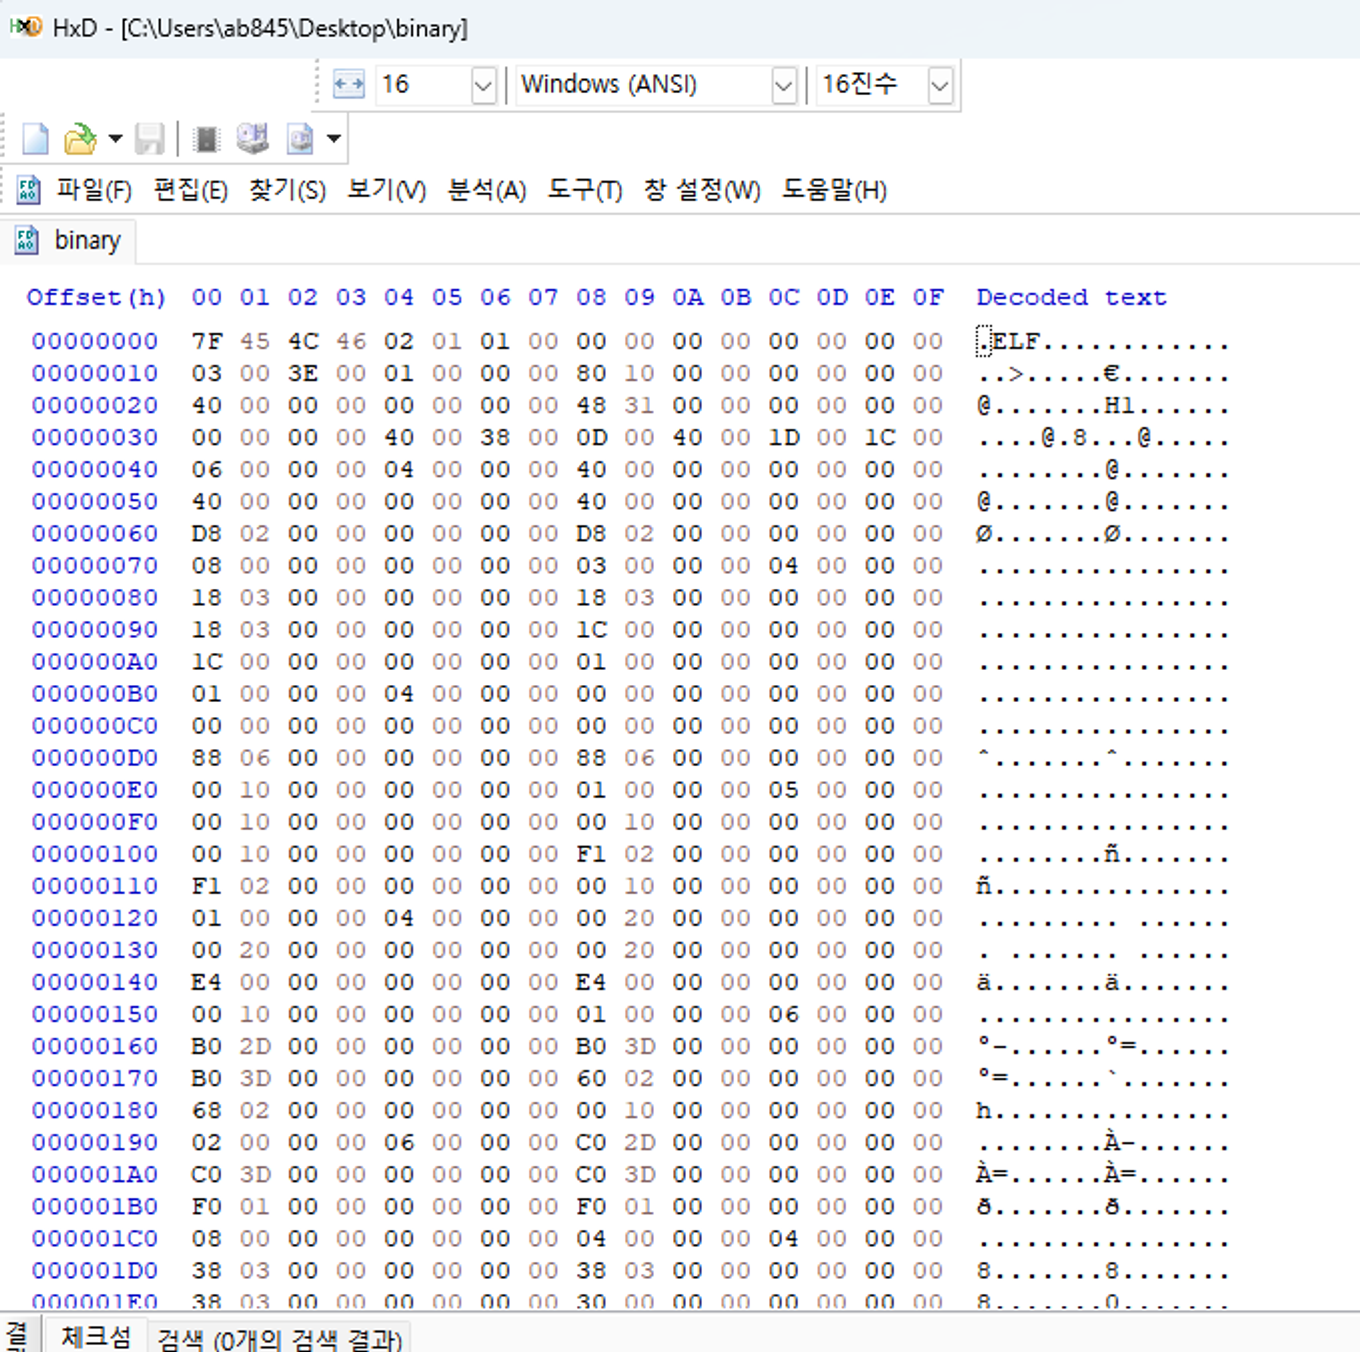 HxD - [C:\Users\ab845\Desktop\binary]
16 Windows (ANSI) 16진수
파일(F) 편집(E) 찾기(S) 보기(V) 분석(A) 도구(T) 창 설정(W) 도움말(H)
binary
Offset(h) 00 01 02 03 04 05 06 07 08 09 0A 0B 0C 0D 0E 0F Decoded text
00000000 7F 45 4C 46 02 01 01 00 00 00 00 00 00 00 00 00 .ELF............
00000010 03 00 3E 00 01 00 00 00 80 10 00 00 00 00 00 00 ..>.....€.......
00000020 40 00 00 00 00 00 00 00 48 31 00 00 00 00 00 00 @.......H1......
00000030 00 00 00 00 40 00 38 00 0D 00 40 00 1D 00 1C 00 ....@.8...@.....
00000040 06 00 00 00 04 00 00 00 40 00 00 00 00 00 00 00 ........@.......
00000050 40 00 00 00 00 00 00 00 40 00 00 00 00 00 00 00 @.......@.......
00000060 D8 02 00 00 00 00 00 00 D8 02 00 00 00 00 00 00 Ø.......Ø.......
00000070 08 00 00 00 00 00 00 00 03 00 00 00 04 00 00 00 ................
00000080 18 03 00 00 00 00 00 00 18 03 00 00 00 00 00 00 ................
00000090 18 03 00 00 00 00 00 00 1C 00 00 00 00 00 00 00 ................
000000A0 1C 00 00 00 00 00 00 00 01 00 00 00 00 00 00 00 ................
000000B0 01 00 00 00 04 00 00 00 00 00 00 00 00 00 00 00 ................
000000C0 00 00 00 00 00 00 00 00 00 00 00 00 00 00 00 00 ................
000000D0 88 06 00 00 00 00 00 00 88 06 00 00 00 00 00 00 ˆ.......ˆ.......
000000E0 00 10 00 00 00 00 00 00 01 00 00 00 05 00 00 00 ................
000000F0 00 10 00 00 00 00 00 00 00 10 00 00 00 00 00 00 ................
00000100 00 10 00 00 00 00 00 00 F1 02 00 00 00 00 00 00 ........ñ.......
00000110 F1 02 00 00 00 00 00 00 00 10 00 00 00 00 00 00 ñ...............
00000120 01 00 00 00 04 00 00 00 00 20 00 00 00 00 00 00 ......... ......
00000130 00 20 00 00 00 00 00 00 00 20 00 00 00 00 00 00 . ....... ......
00000140 E4 00 00 00 00 00 00 00 E4 00 00 00 00 00 00 00 ä.......ä.......
00000150 00 10 00 00 00 00 00 00 01 00 00 00 06 00 00 00 ................
00000160 B0 2D 00 00 00 00 00 00 B0 3D 00 00 00 00 00 00 °-......°=......
00000170 B0 3D 00 00 00 00 00 00 60 02 00 00 00 00 00 00 °=......`.......
00000180 68 02 00 00 00 00 00 00 00 10 00 00 00 00 00 00 h...............
00000190 02 00 00 00 06 00 00 00 C0 2D 00 00 00 00 00 00 ........À-......
000001A0 C0 3D 00 00 00 00 00 00 C0 3D 00 00 00 00 00 00 À=......À=......
000001B0 F0 01 00 00 00 00 00 00 F0 01 00 00 00 00 00 00 ð.......ð.......
000001C0 08 00 00 00 00 00 00 00 04 00 00 00 04 00 00 00 ................
000001D0 38 03 00 00 00 00 00 00 38 03 00 00 00 00 00 00 8.......8.......
000001E0 38 03 00 00 00 00 00 00 30 00 00 00 00 00 00 00 8.......0.......
체크섬 검색 (0개의 검색 결과)